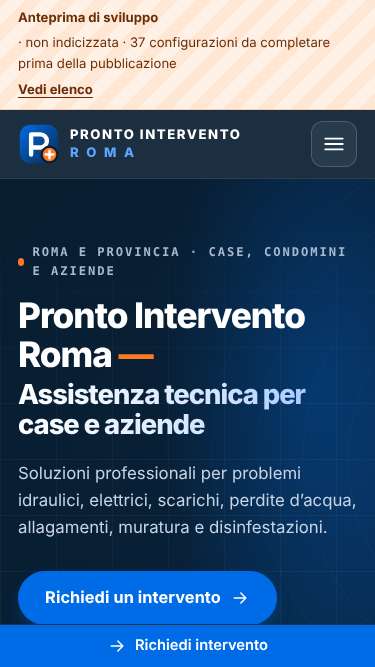 Anteprima di sviluppo
· non indicizzata · 37 configurazioni da completare
prima della pubblicazione
Vedi elenco
PRONTO INTERVENTO
ROMA
ROMA E PROVINCIA · CASE, CONDOMINI
E AZIENDE
Pronto Intervento
Roma —
Assistenza tecnica per
case e aziende
Soluzioni professionali per problemi
idraulici, elettrici, scarichi, perdite d’acqua,
allagamenti, muratura e disinfestazioni.
Richiedi un intervento →
→ Richiedi intervento